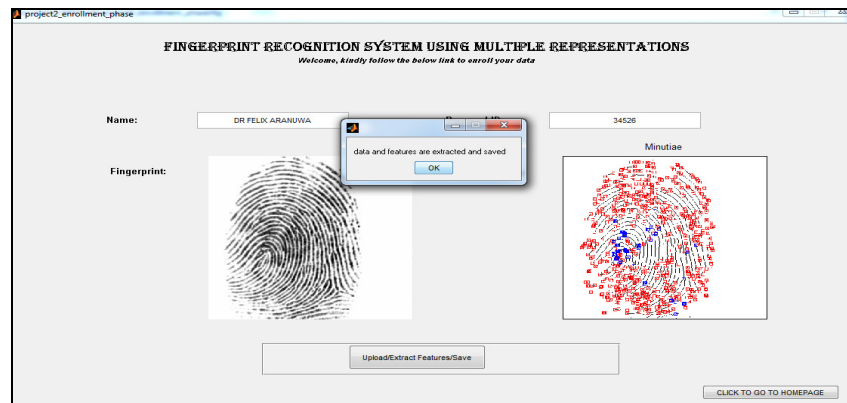 project2_enrollment_phase
FINGERPRINT RECOGNITION SYSTEM USING MULTIPLE REPRESENTATIONS
Welcome, kindly follow the below link to enroll your data
Name:
DR FELIX ARANUWA
34526
data and features are extracted and saved
OK
Minutiae
Fingerprint:
Upload/Extract Features/Save
CLICK TO GO TO HOMEPAGE